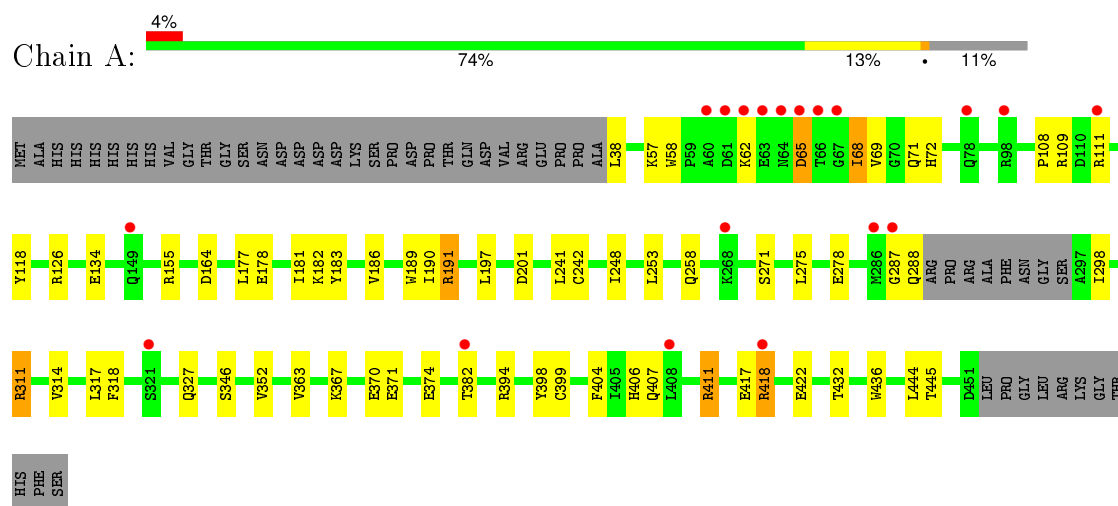 4%
Chain A:
74% 13% • 11%
MET ALA HIS HIS HIS HIS HIS HIS VAL GLY THR GLY SER ASN ASP ASP ASP ASP LYS SER PRO ASP PRO THR GLN ASP VAL ARG GLU PRO PRO ALA L38 K57 W58 P59 A60 D61 K62 E63 N64 D65 T66 G67 I68 V69 G70 Q71 H72 Q78 R98 P108 R109 D110 R111
Y118 R126 E134 Q149 R155 D164 L177 E178 I181 K182 Y183 V186 W189 I190 R191 L197 D201 L241 C242 I248 L253 Q258 K268 S271 L275 E278 M286 G287 Q288 ARG PRO ARG ALA PHE ASN GLY SER A297 I298
R311 V314 L317 F318 S321 Q327 S346 V352 V363 K367 E370 E371 E374 T382 R394 Y398 C399 F404 I405 H406 Q407 L408 R411 E417 R418 E422 T432 W436 L444 T445 D451 LEU PRO GLY LEU ARG LYS GLY THR
HIS PHE SER